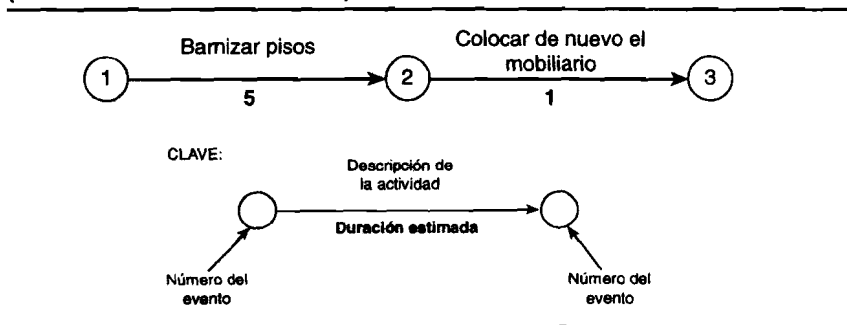 Barnizar pisos
Colocar de nuevo el
mobiliario
1
2
3
5
1
CLAVE:
Descripción de
la actividad
Duración estimada
Número del
evento
Número del
evento